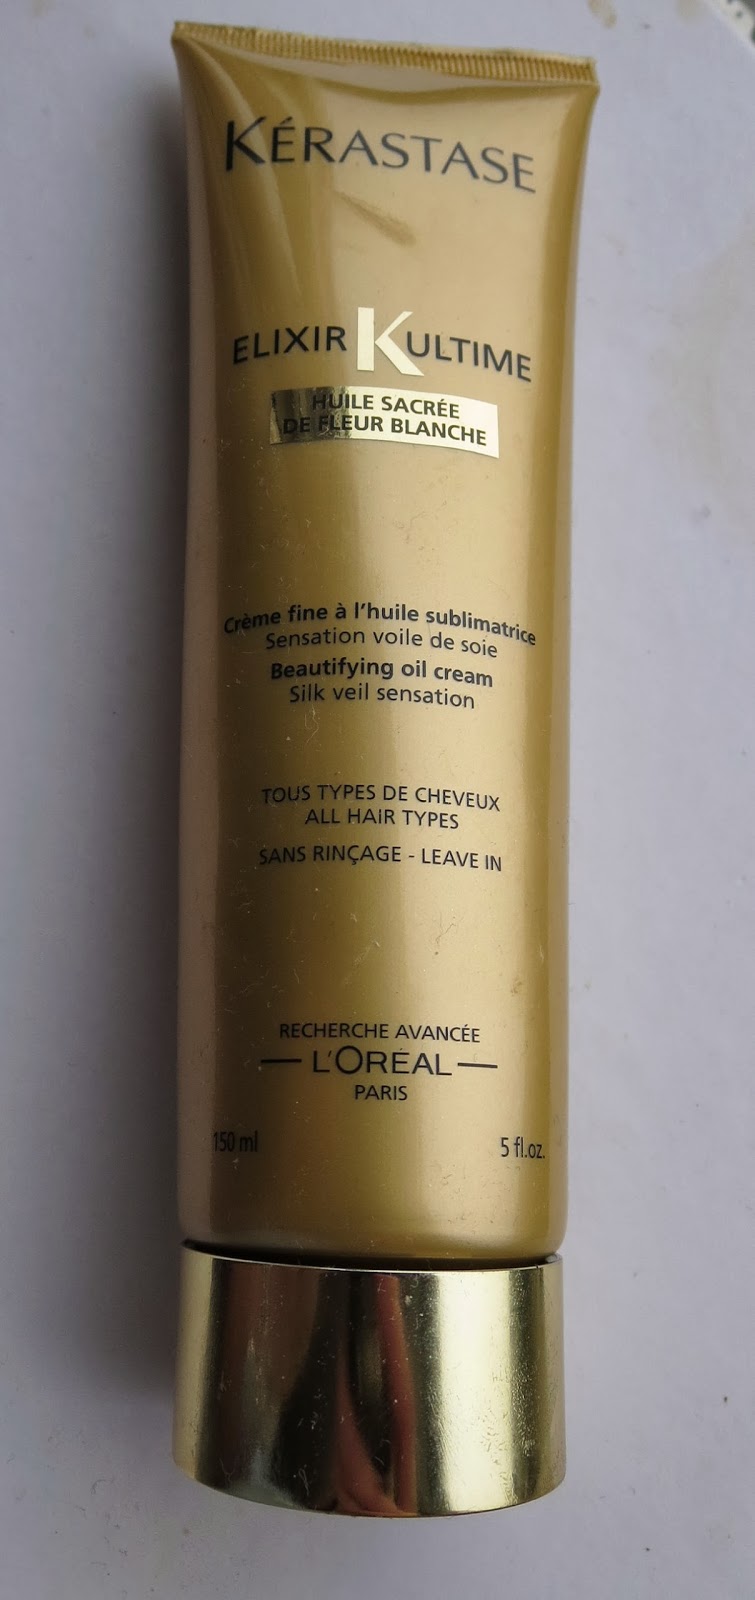 KÉRASTASE
ELIXIR K ULTIME
HUILE SACRÉE
DE FLEUR BLANCHE
Crème fine à l'huile sublimatrice
Sensation voile de soie
Beautifying oil cream
Silk veil sensation
TOUS TYPES DE CHEVEUX
ALL HAIR TYPES
SANS RINÇAGE - LEAVE IN
RECHERCHE AVANCÉE
L'ORÉAL
PARIS
150 ml 5 fl.oz.